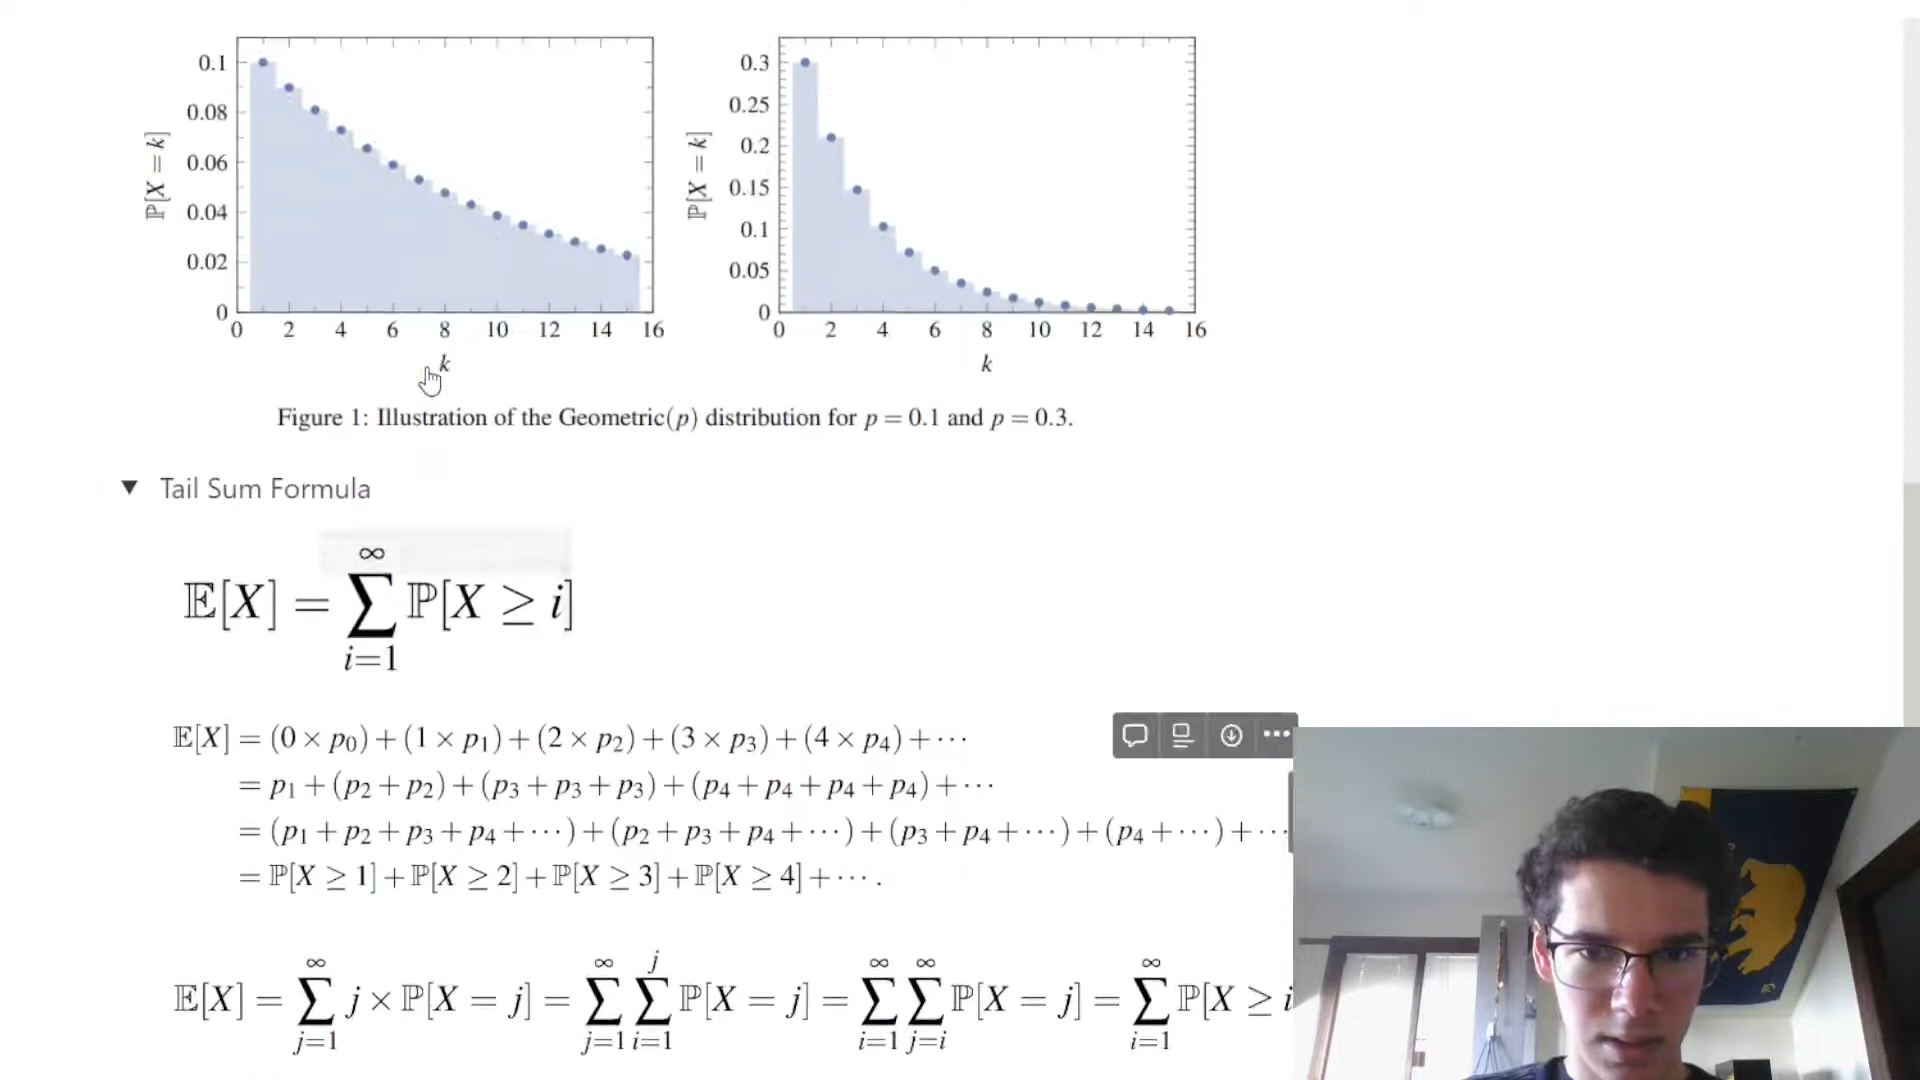 0.1
0.08
0.06
0.04
0.02
0
ℙ[X = k]
0 2 4 6 8 10 12 14 16
k
0.3
0.25
0.2
0.15
0.1
0.05
0
ℙ[X = k]
0 2 4 6 8 10 12 14 16
k
Figure 1: Illustration of the Geometric(p) distribution for p = 0.1 and p = 0.3.
▼ Tail Sum Formula
𝔼[X] = ∑_{i=1}^{∞} ℙ[X ≥ i]
𝔼[X] = (0 × p₀) + (1 × p₁) + (2 × p₂) + (3 × p₃) + (4 × p₄) + ⋯
= p₁ + (p₂ + p₂) + (p₃ + p₃ + p₃) + (p₄ + p₄ + p₄ + p₄) + ⋯
= (p₁ + p₂ + p₃ + p₄ + ⋯) + (p₂ + p₃ + p₄ + ⋯) + (p₃ + p₄ + ⋯) + (p₄ + ⋯) + ⋯
= ℙ[X ≥ 1] + ℙ[X ≥ 2] + ℙ[X ≥ 3] + ℙ[X ≥ 4] + ⋯ .
𝔼[X] = ∑_{j=1}^{∞} j × ℙ[X = j] = ∑_{j=1}^{∞} ∑_{i=1}^{j} ℙ[X = j] = ∑_{i=1}^{∞} ∑_{j=i}^{∞} ℙ[X = j] = ∑_{i=1}^{∞} ℙ[X ≥ i